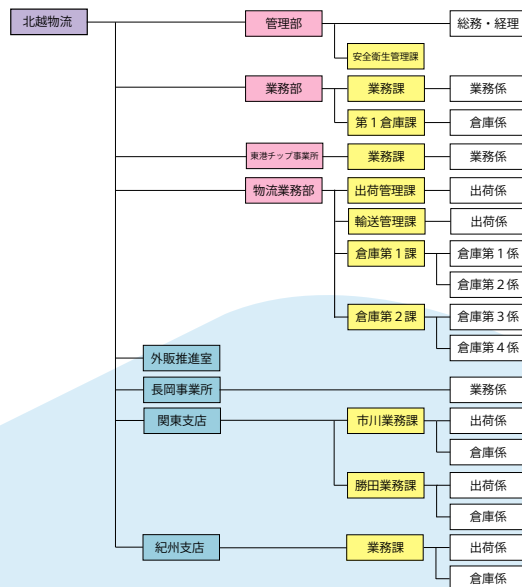 北越物流
管理部
総務・経理
安全衛生管理課
業務部
業務課
業務係
第１倉庫課
倉庫係
東港チップ事業所
業務課
業務係
物流業務部
出荷管理課
出荷係
輸送管理課
出荷係
倉庫第１課
倉庫第１係
倉庫第２係
倉庫第２課
倉庫第３係
倉庫第４係
外販推進室
長岡事業所
業務係
関東支店
市川業務課
出荷係
倉庫係
勝田業務課
出荷係
倉庫係
紀州支店
業務課
出荷係
倉庫係